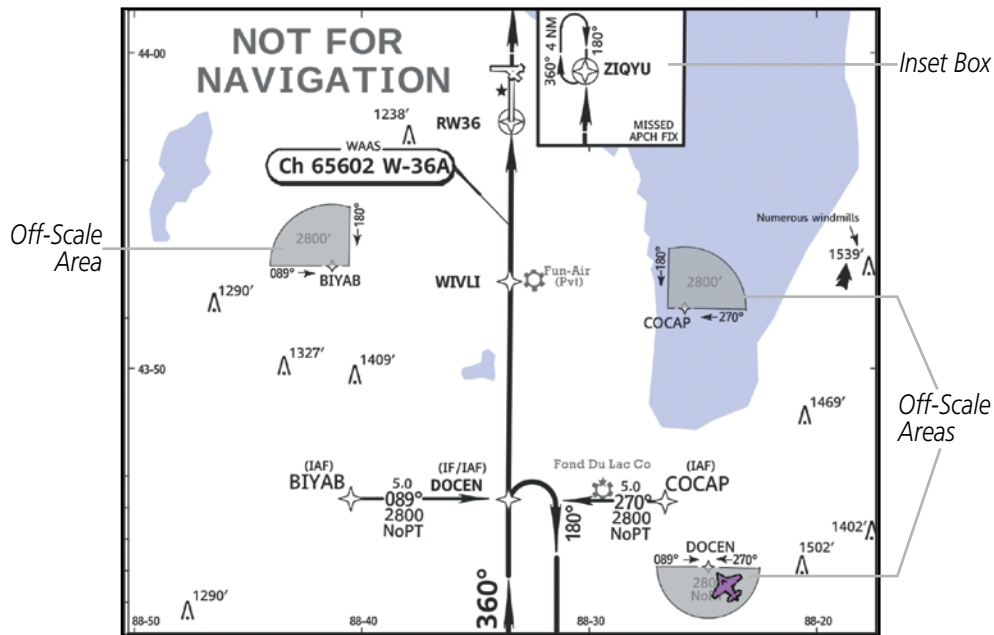 NOT FOR
NAVIGATION
44-00
360° 4 NM
180°
ZIQYU
MISSED
APCH FIX
Inset Box
1238'
RW36
WAAS
Ch 65602 W-36A
Off-Scale
Area
2800'
180°
089°
BIYAB
WIVLI
Fun-Air
(Pvt)
Numerous windmills
1539'
180°
2800'
COCAP
270°
1290'
43-50
1327'
1409'
1469'
Off-Scale
Areas
(IAF)
BIYAB
5.0
089°
2800
NoPT
(IF/IAF)
DOCEN
180°
Fond Du Lac Co
5.0
270°
2800
NoPT
(IAF)
COCAP
1402'
1502'
DOCEN
089°
270°
360°
1290'
88-50
88-40
88-30
88-20